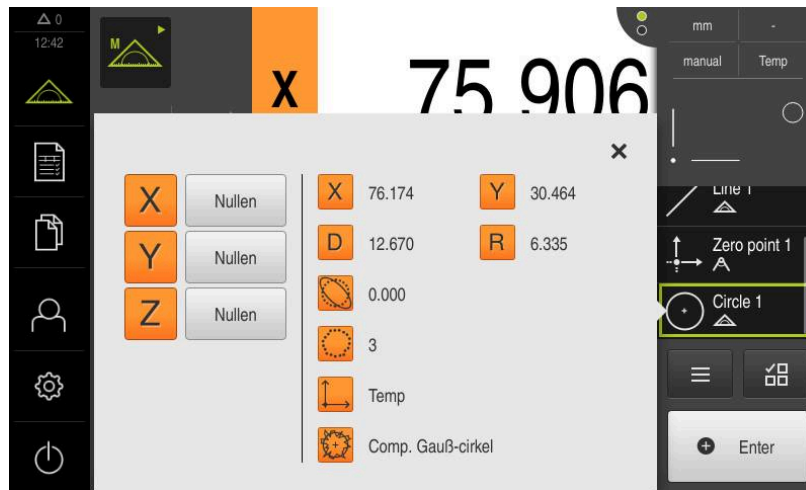 0
12:42
M
X
75.906
mm -
manual Temp
X Nullen
Y Nullen
Z Nullen
X 76.174 Y 30.464
D 12.670 R 6.335
0.000
3
Temp
Comp. Gauß-cirkel
Line 1
Zero point 1
Circle 1
Enter